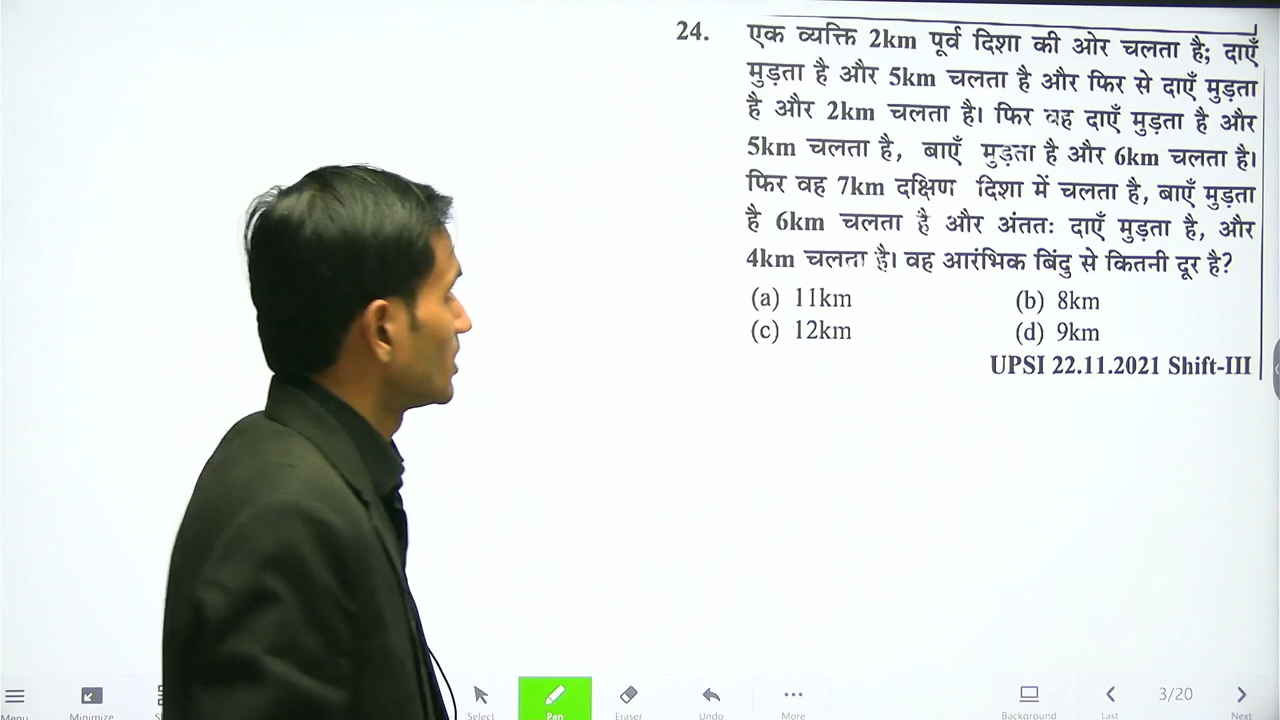 24. एक व्यक्ति 2km पूर्व दिशा की ओर चलता है; दाएँ
मुड़ता है और 5km चलता है और फिर से दाएँ मुड़ता
है और 2km चलता है। फिर वह दाएँ मुड़ता है और
5km चलता है, बाएँ मुड़ता है और 6km चलता है।
फिर वह 7km दक्षिण दिशा में चलता है, बाएँ मुड़ता
है 6km चलता है और अंततः दाएँ मुड़ता है, और
4km चलता है। वह आरंभिक बिंदु से कितनी दूर है?
(a) 11km (b) 8km
(c) 12km (d) 9km
UPSI 22.11.2021 Shift-III
Menu Minimize Select Pen Eraser Undo More Background Last 3/20 Next